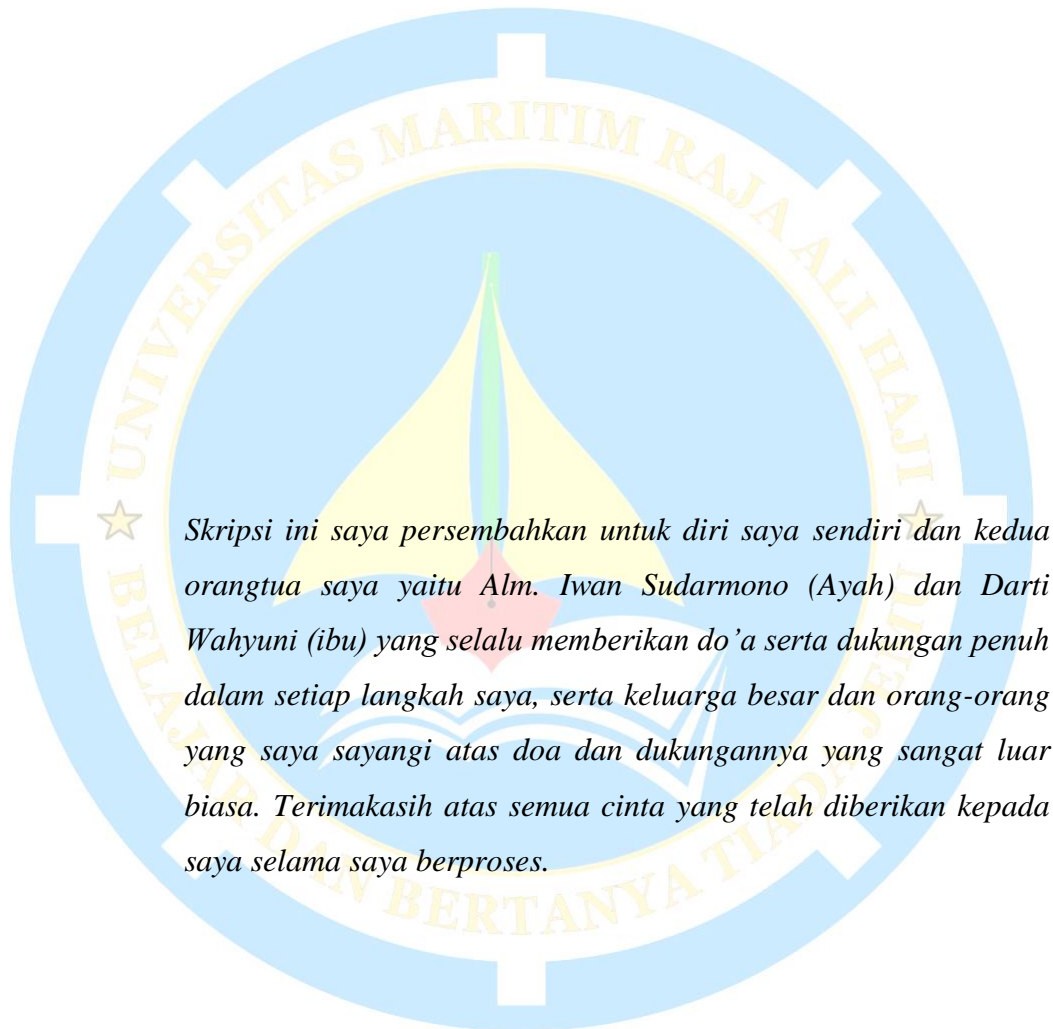 UNIVERSITAS MARITIM RAJA ALI HAJI
Skripsi ini saya persembahkan untuk diri saya sendiri dan kedua
orangtua saya yaitu Alm. Iwan Sudarmono (Ayah) dan Darti
Wahyuni (ibu) yang selalu memberikan do’a serta dukungan penuh
dalam setiap langkah saya, serta keluarga besar dan orang-orang
yang saya sayangi atas doa dan dukungannya yang sangat luar
biasa. Terimakasih atas semua cinta yang telah diberikan kepada
saya selama saya berproses.
BELAJAR DAN BERTANYA TIADA JEMU